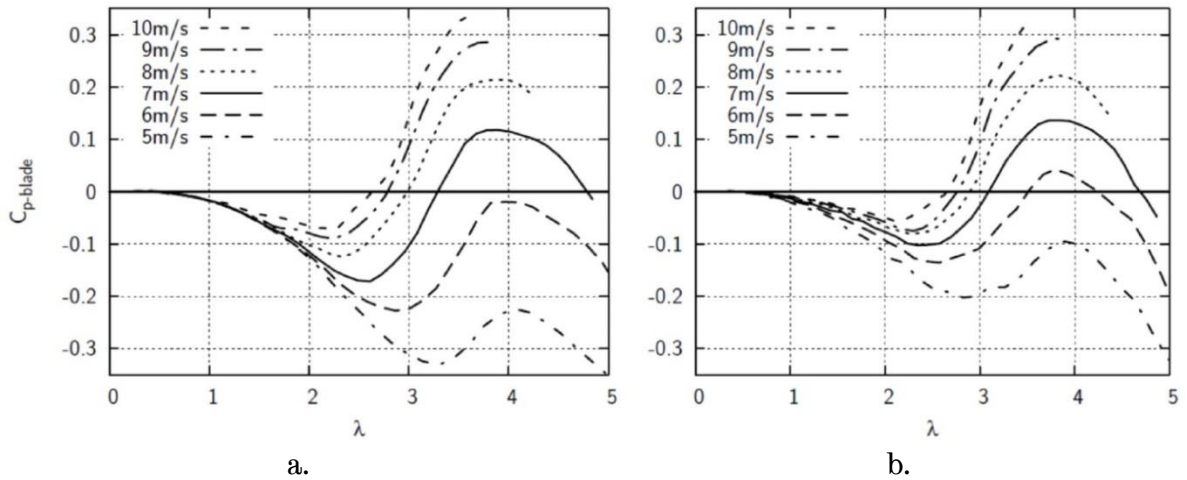 0.3
0.2
0.1
0
-0.1
-0.2
-0.3
C p-blade
10m/s
9m/s
8m/s
7m/s
6m/s
5m/s
0 1 2 3 4 5
λ
a.
0.3
0.2
0.1
0
-0.1
-0.2
-0.3
10m/s
9m/s
8m/s
7m/s
6m/s
5m/s
0 1 2 3 4 5
λ
b.